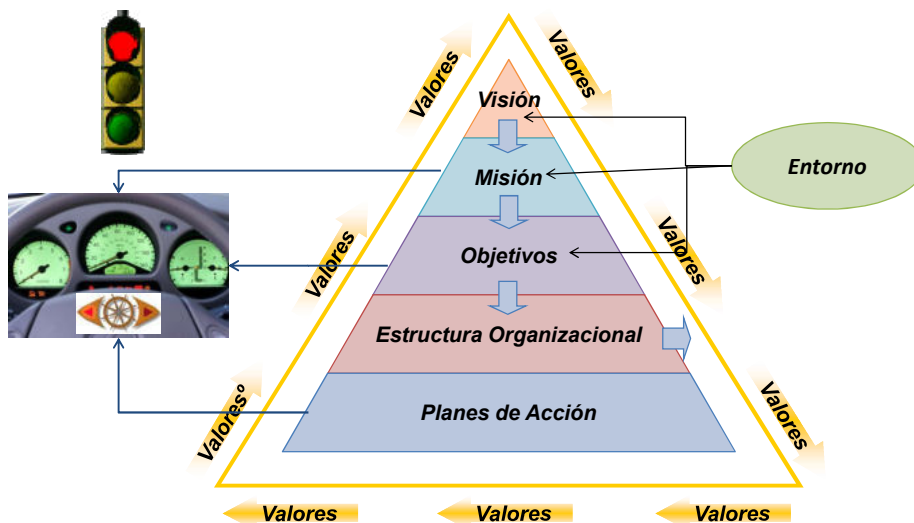 Valores
Valores
Visión
Misión
Entorno
Valores
Valores
Objetivos
Estructura Organizacional
Valoresº
Valores
Planes de Acción
Valores
Valores
Valores